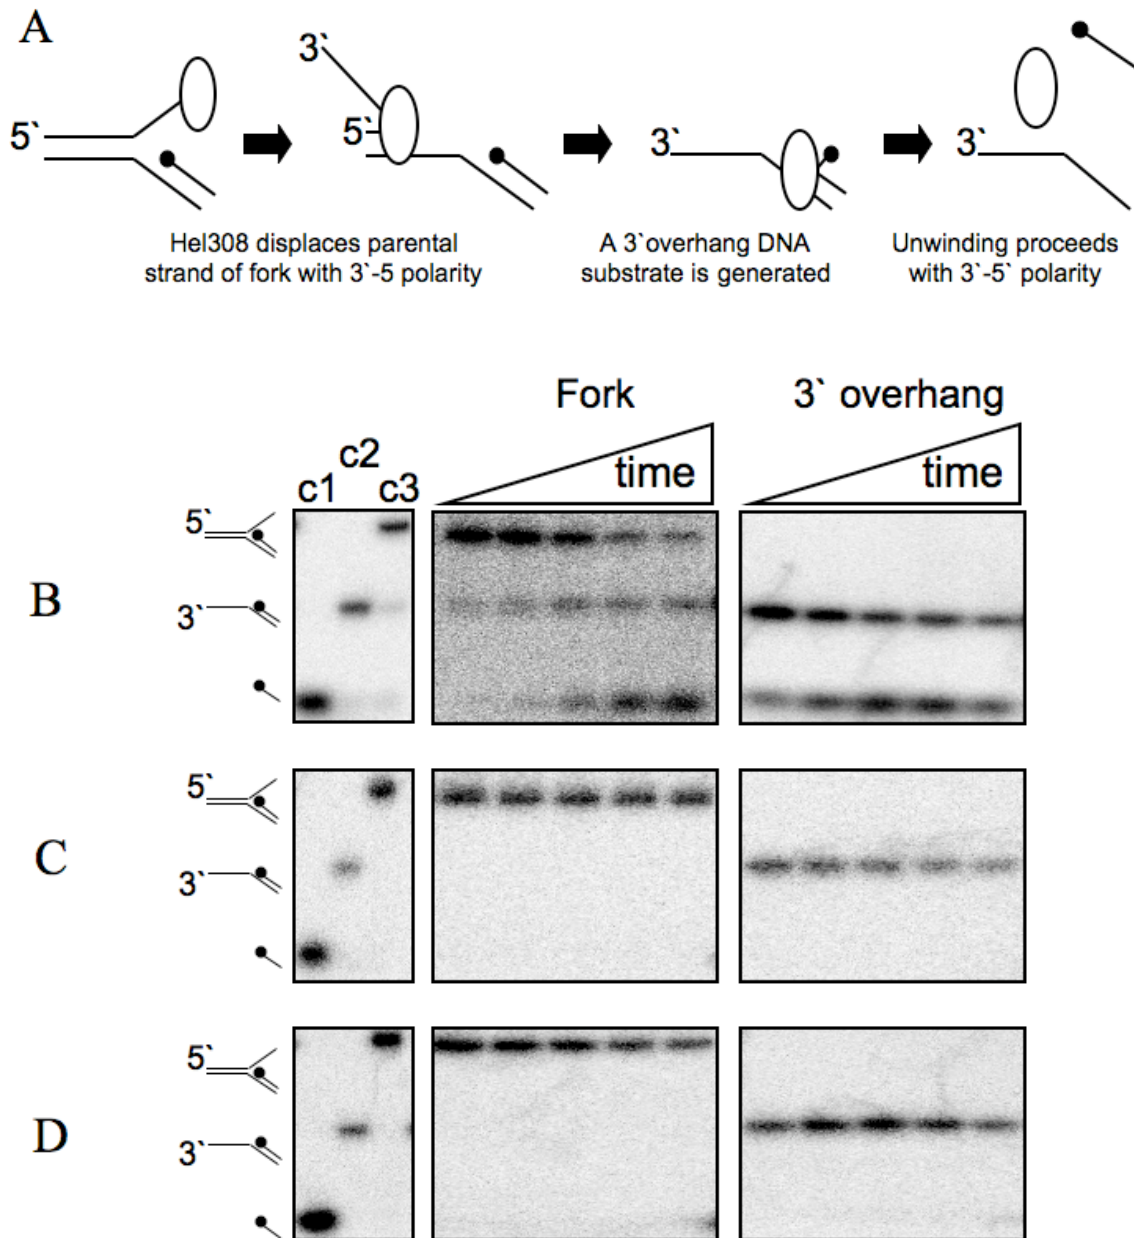 A
5` 3` 5` 3` 3`
Hel308 displaces parental
strand of fork with 3`-5 polarity
A 3`overhang DNA
substrate is generated
Unwinding proceeds
with 3`-5` polarity
Fork
3` overhang
c1 c2 c3
time
time
B
5`
3`
C
5`
3`
D
5`
3`